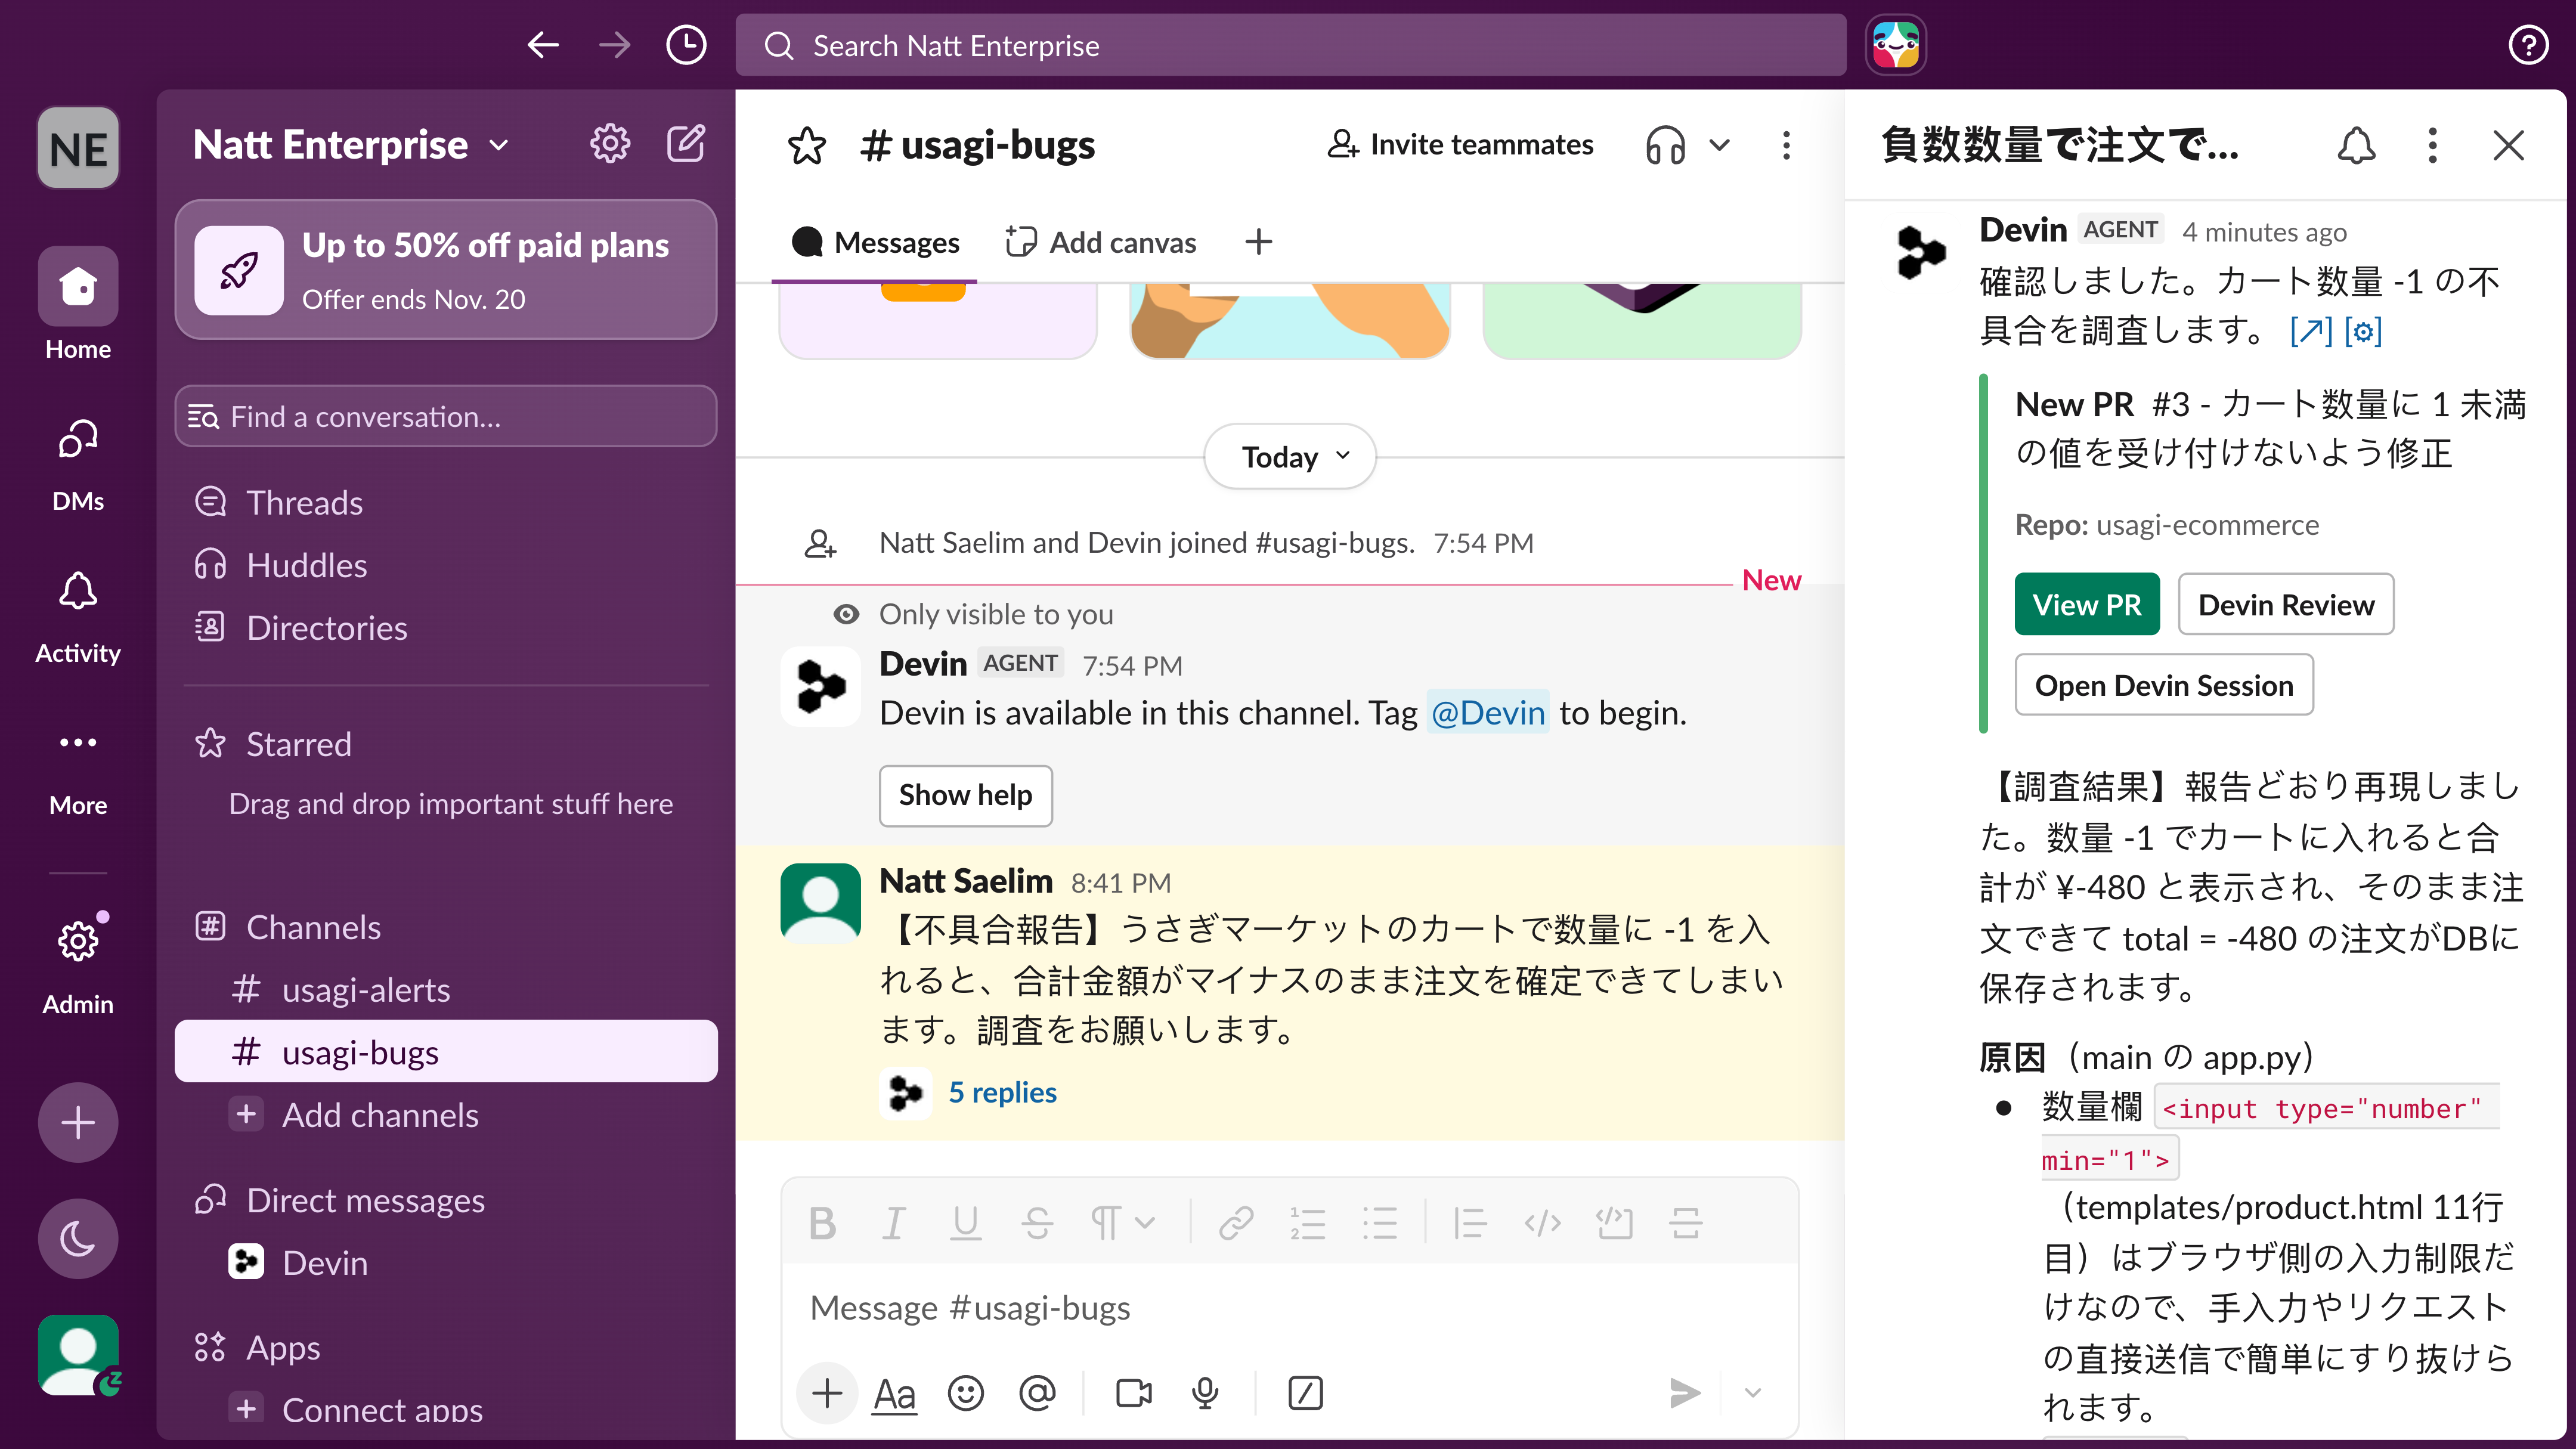 Search Natt Enterprise
NE
Home
DMs
Activity
More
Admin
Natt Enterprise
Up to 50% off paid plans
Offer ends Nov. 20
Find a conversation...
Threads
Huddles
Directories
Starred
Drag and drop important stuff here
Channels
# usagi-alerts
# usagi-bugs
Add channels
Direct messages
Devin
Apps
Connect apps
# usagi-bugs
Invite teammates
Messages
Add canvas
Today
Natt Saelim and Devin joined #usagi-bugs. 7:54 PM
New
Only visible to you
Devin AGENT 7:54 PM
Devin is available in this channel. Tag @Devin to begin.
Show help
Natt Saelim 8:41 PM
【不具合報告】うさぎマーケットのカートで数量に -1 を入
れると、合計金額がマイナスのまま注文を確定できてしまい
ます。調査をお願いします。
5 replies
Message #usagi-bugs
Aa
負数数量で注文で...
Devin AGENT 4 minutes ago
確認しました。カート数量 -1 の不
具合を調査します。 [↗] [⚙]
New PR #3 - カート数量に 1 未満
の値を受け付けないよう修正
Repo: usagi-ecommerce
View PR
Devin Review
Open Devin Session
【調査結果】報告どおり再現しまし
た。数量 -1 でカートに入れると合
計が ¥-480 と表示され、そのまま注
文できて total = -480 の注文がDBに
保存されます。
原因（main の app.py）
• 数量欄 <input type="number"
min="1">
（templates/product.html 11行
目）はブラウザ側の入力制限だ
けなので、手入力やリクエスト
の直接送信で簡単にすり抜けら
れます。